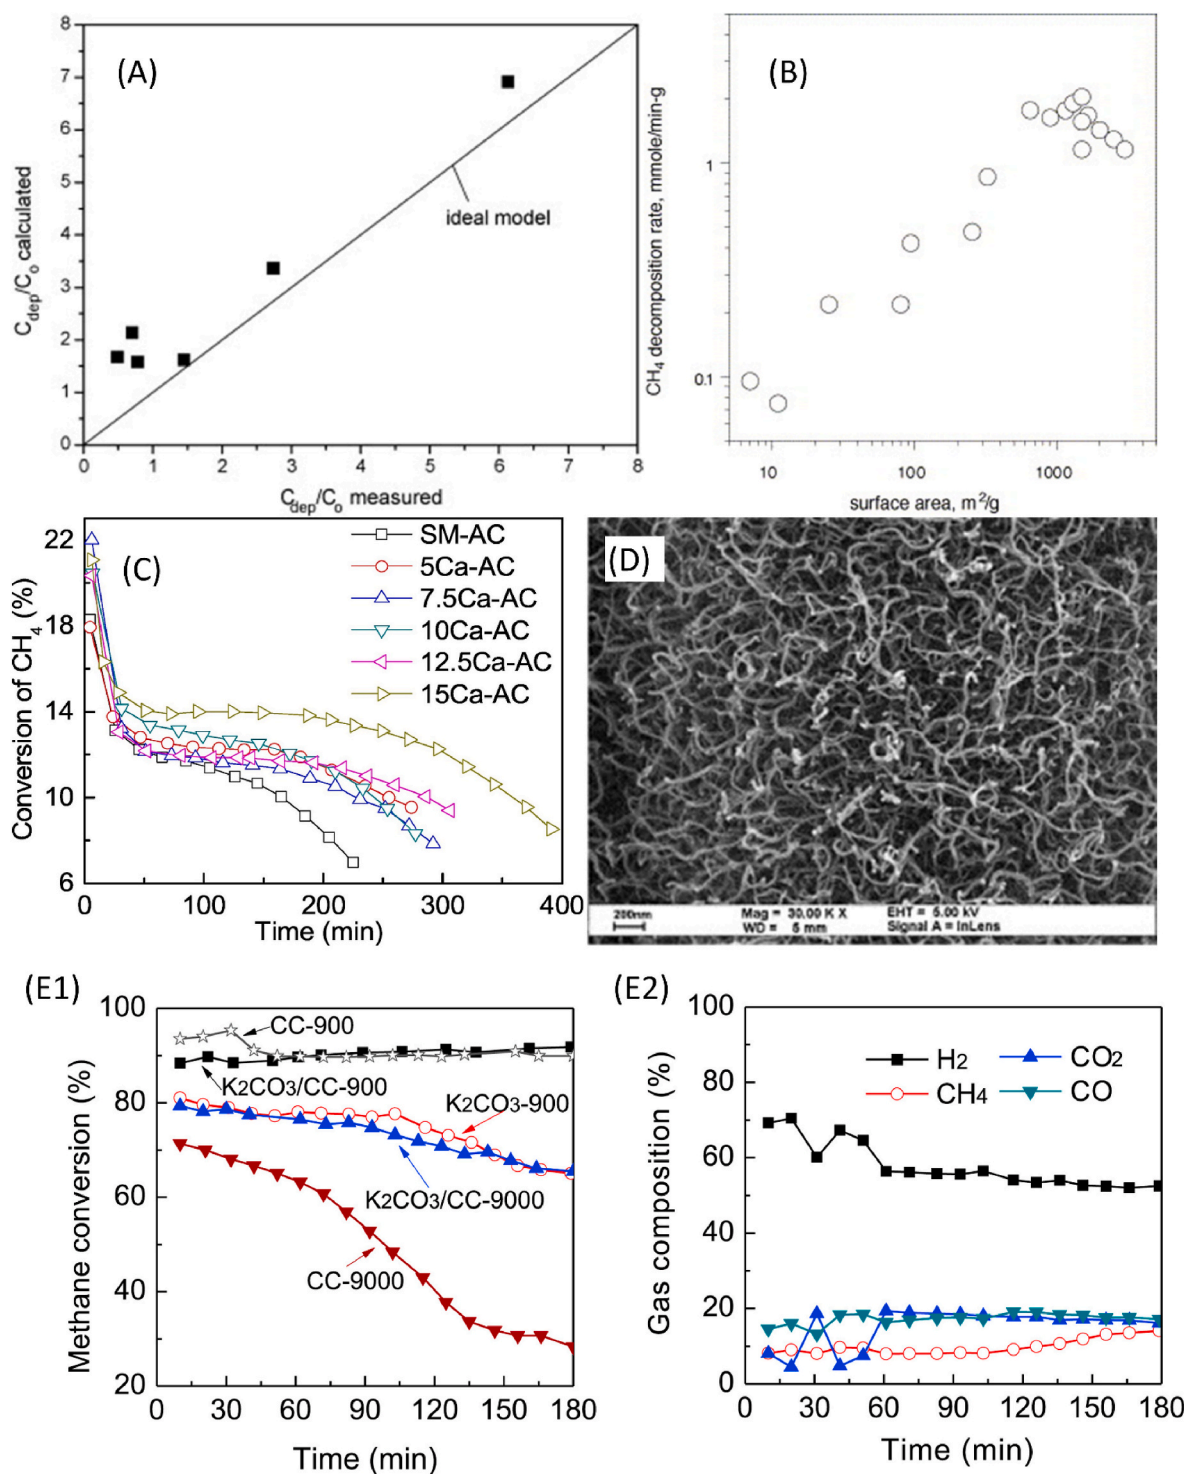 (A)
8
7
6
5
4
3
2
1
0
C_dep/C_o calculated
ideal model
0 1 2 3 4 5 6 7 8
C_dep/C_o measured
(B)
CH₄ decomposition rate, mmole/min-g
1
0.1
10 100 1000
surface area, m²/g
(C)
22
18
14
10
6
Conversion of CH₄ (%)
SM-AC
5Ca-AC
7.5Ca-AC
10Ca-AC
12.5Ca-AC
15Ca-AC
0 100 200 300 400
Time (min)
(D)
200nm
Mag = 30.00 K X
WD = 5 mm
EHT = 5.00 kV
Signal A = InLens
(E1)
100
80
60
40
20
Methane conversion (%)
CC-900
K₂CO₃/CC-900
K₂CO₃-900
K₂CO₃/CC-9000
CC-9000
0 30 60 90 120 150 180
Time (min)
(E2)
100
80
60
40
20
0
Gas composition (%)
H₂
CO₂
CH₄
CO
0 30 60 90 120 150 180
Time (min)